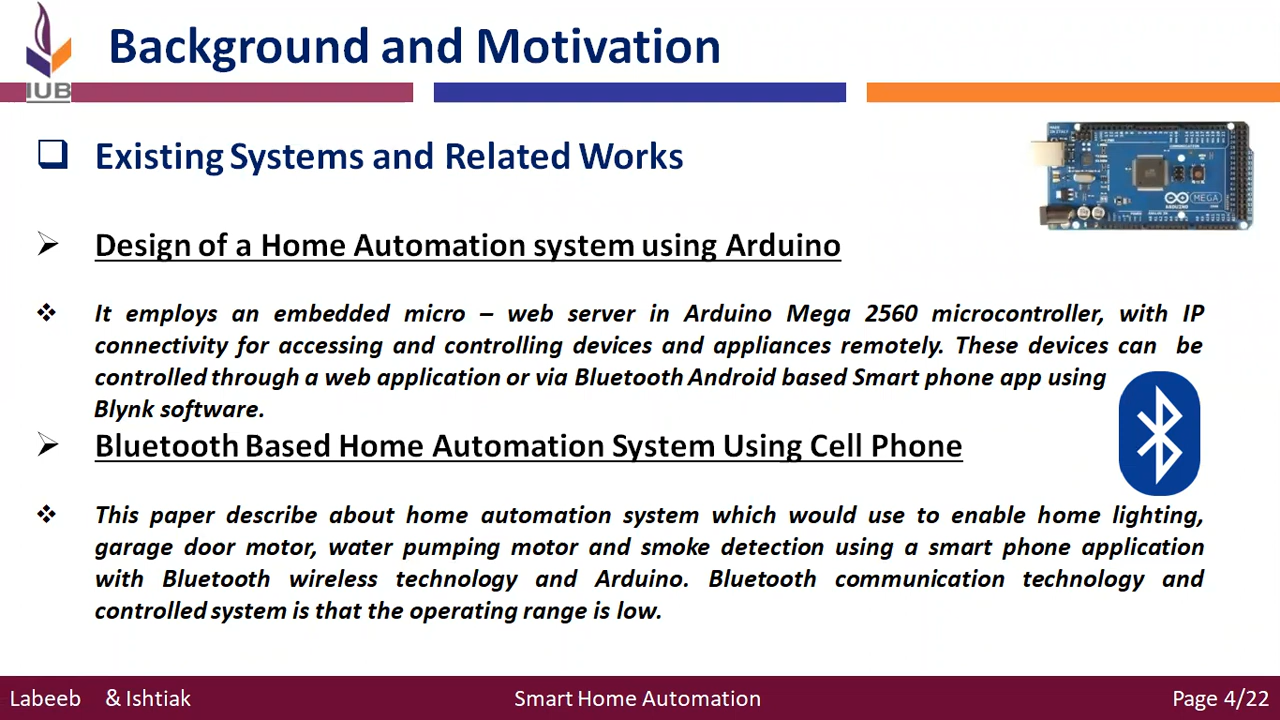 Background and Motivation
IUB
Existing Systems and Related Works
ARDUINO
MEGA
Design of a Home Automation system using Arduino
It employs an embedded micro – web server in Arduino Mega 2560 microcontroller, with IP
connectivity for accessing and controlling devices and appliances remotely. These devices can be
controlled through a web application or via Bluetooth Android based Smart phone app using
Blynk software.
Bluetooth Based Home Automation System Using Cell Phone
This paper describe about home automation system which would use to enable home lighting,
garage door motor, water pumping motor and smoke detection using a smart phone application
with Bluetooth wireless technology and Arduino. Bluetooth communication technology and
controlled system is that the operating range is low.
Labeeb & Ishtiak
Smart Home Automation
Page 4/22